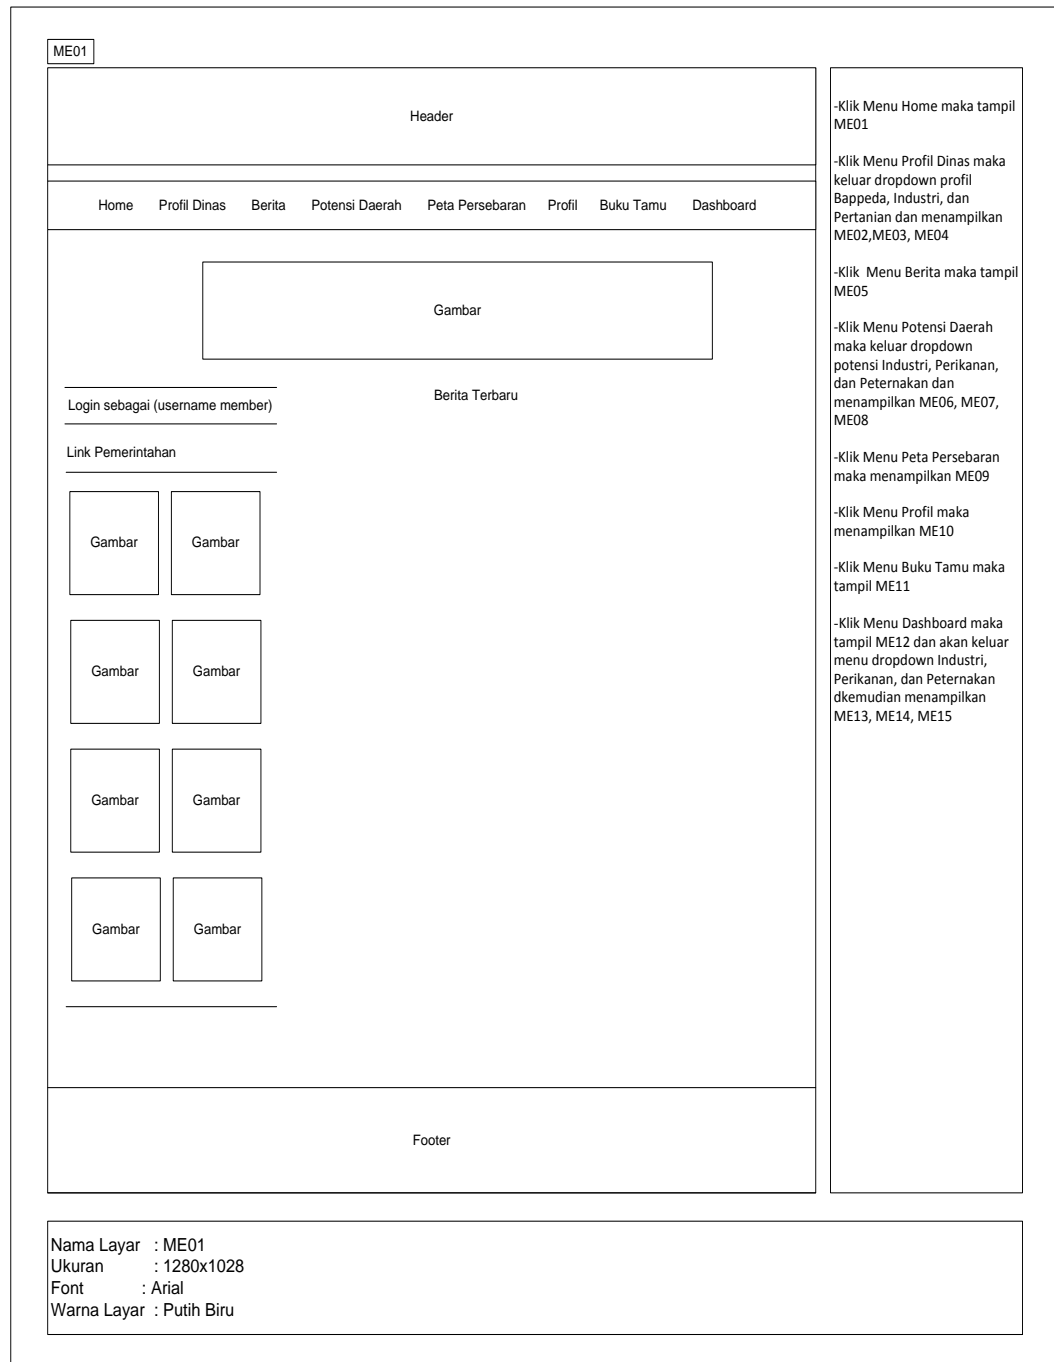 ME01
Header
Home Profil Dinas Berita Potensi Daerah Peta Persebaran Profil Buku Tamu Dashboard
Gambar
Login sebagai (username member)
Berita Terbaru
Link Pemerintahan
Gambar Gambar
Gambar Gambar
Gambar Gambar
Gambar Gambar
Footer
-Klik Menu Home maka tampil
ME01
-Klik Menu Profil Dinas maka
keluar dropdown profil
Bappeda, Industri, dan
Pertanian dan menampilkan
ME02,ME03, ME04
-Klik Menu Berita maka tampil
ME05
-Klik Menu Potensi Daerah
maka keluar dropdown
potensi Industri, Perikanan,
dan Peternakan dan
menampilkan ME06, ME07,
ME08
-Klik Menu Peta Persebaran
maka menampilkan ME09
-Klik Menu Profil maka
menampilkan ME10
-Klik Menu Buku Tamu maka
tampil ME11
-Klik Menu Dashboard maka
tampil ME12 dan akan keluar
menu dropdown Industri,
Perikanan, dan Peternakan
dkemudian menampilkan
ME13, ME14, ME15
Nama Layar : ME01
Ukuran : 1280x1028
Font : Arial
Warna Layar : Putih Biru